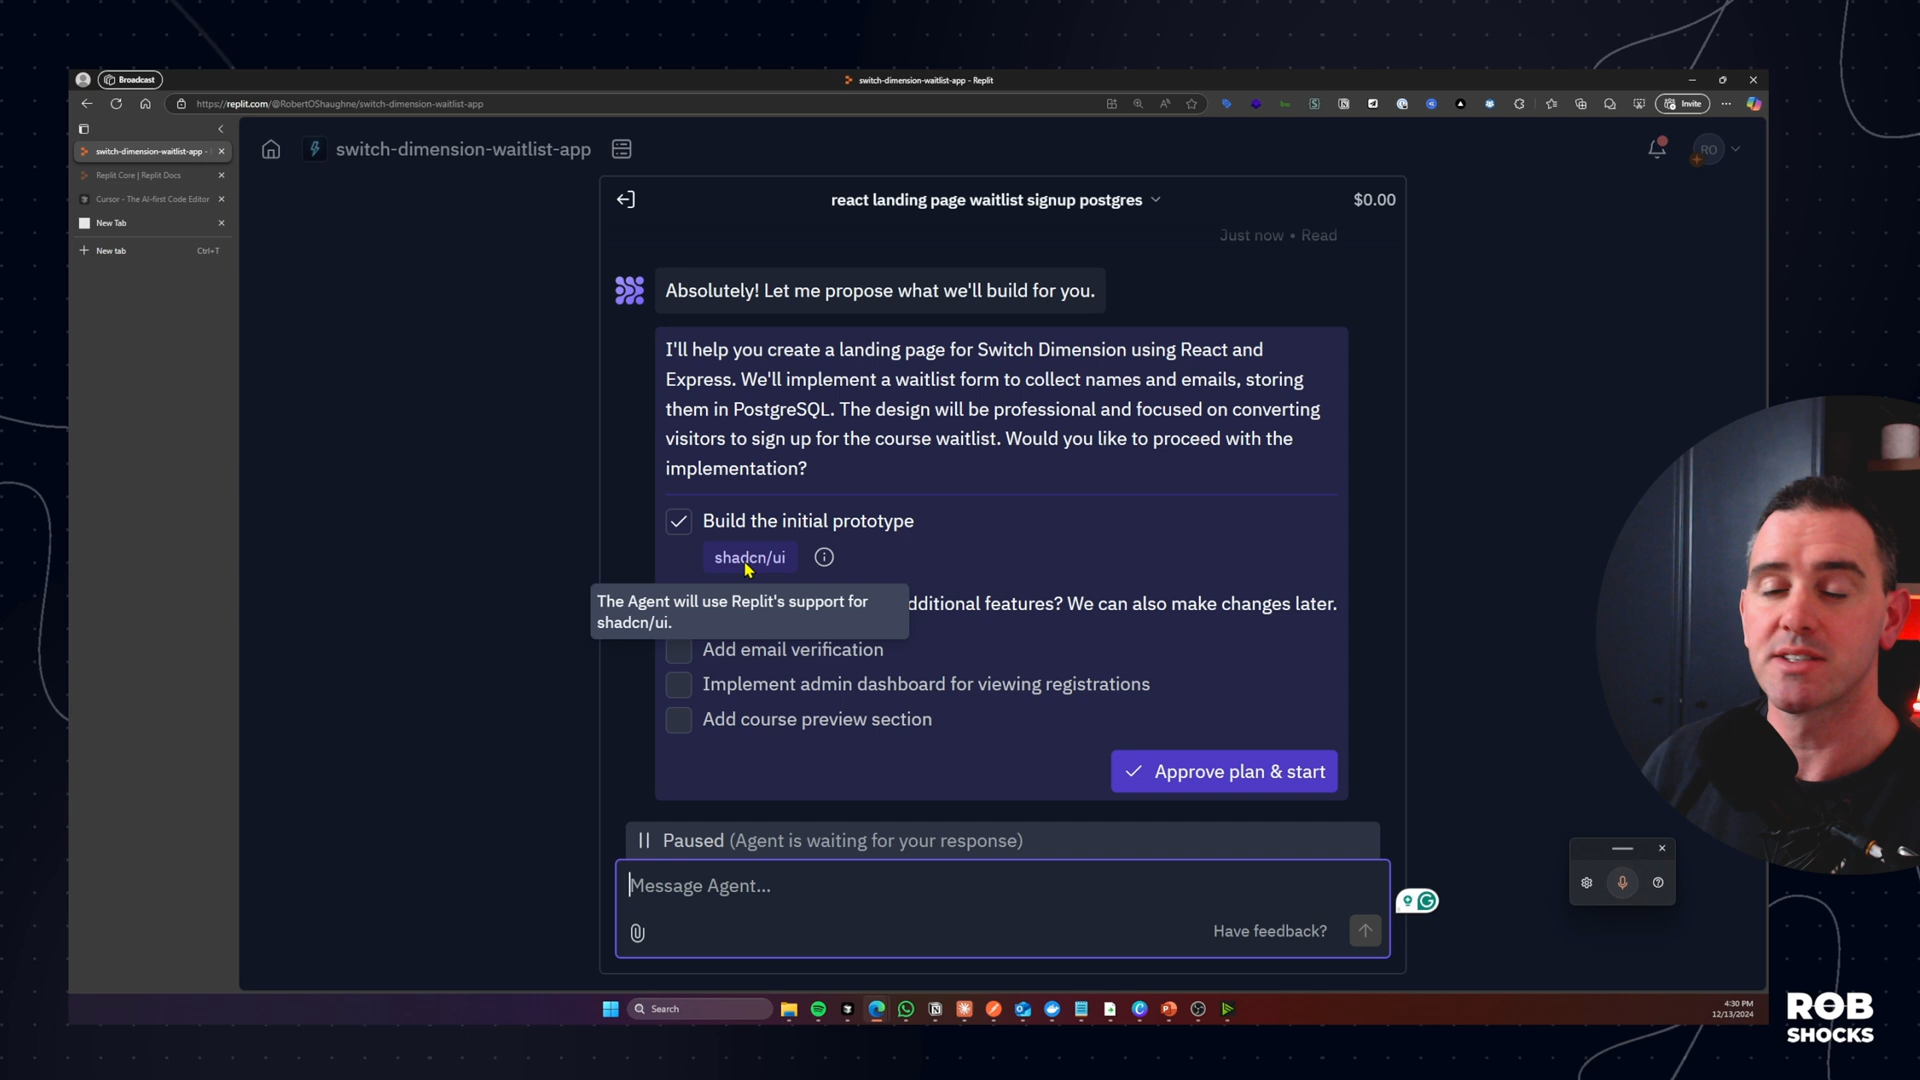 Broadcast
switch-dimension-waitlist-app - Replit
https://replit.com/@RobertOShaughne/switch-dimension-waitlist-app
Invite
switch-dimension-waitlist-app -
Replit Core | Replit Docs
Cursor - The AI-first Code Editor
New Tab
New tab
Ctrl+T
switch-dimension-waitlist-app
RO
react landing page waitlist signup postgres
$0.00
Just now • Read
Absolutely! Let me propose what we'll build for you.
I'll help you create a landing page for Switch Dimension using React and
Express. We'll implement a waitlist form to collect names and emails, storing
them in PostgreSQL. The design will be professional and focused on converting
visitors to sign up for the course waitlist. Would you like to proceed with the
implementation?
Build the initial prototype
shadcn/ui
The Agent will use Replit's support for
shadcn/ui.
dditional features? We can also make changes later.
Add email verification
Implement admin dashboard for viewing registrations
Add course preview section
Approve plan & start
Paused (Agent is waiting for your response)
Message Agent...
Have feedback?
Search
4:30 PM
12/13/2024
ROB
SHOCKS